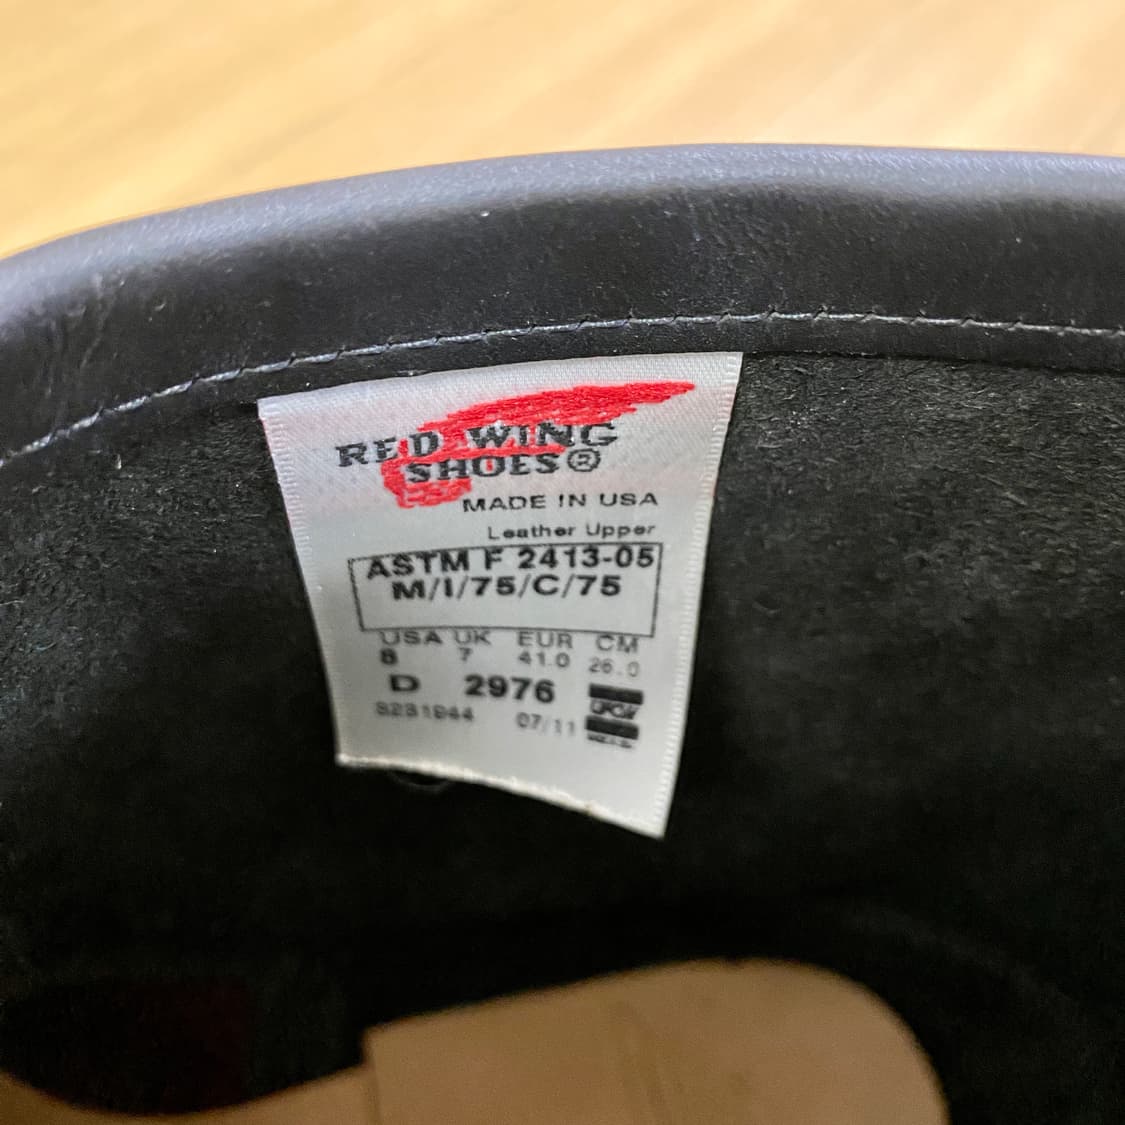 RED WING
SHOES®
MADE IN USA
Leather Upper
ASTM F 2413-05
M/I/75/C/75
USA UK EUR CM
8 7 41.0 26.0
D 2976
07/11